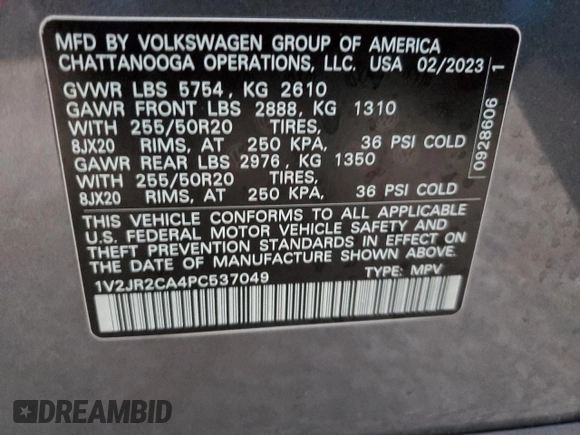 MFD BY VOLKSWAGEN GROUP OF AMERICA
CHATTANOOGA OPERATIONS, LLC. USA 02/2023
GVWR LBS 5754 , KG 2610
GAWR FRONT LBS 2888, KG 1310
WITH 255/50R20 TIRES,
8JX20 RIMS, AT 250 KPA, 36 PSI COLD
GAWR REAR LBS 2976, KG 1350
WITH 255/50R20 TIRES,
8JX20 RIMS, AT 250 KPA, 36 PSI COLD
THIS VEHICLE CONFORMS TO ALL APPLICABLE
U.S. FEDERAL MOTOR VEHICLE SAFETY AND
THEFT PREVENTION STANDARDS IN EFFECT ON
THE DATE OF MANUFACTURE SHOWN ABOVE.
1V2JR2CA4PC537049 TYPE: MPV
0928606 1
DREAMBID